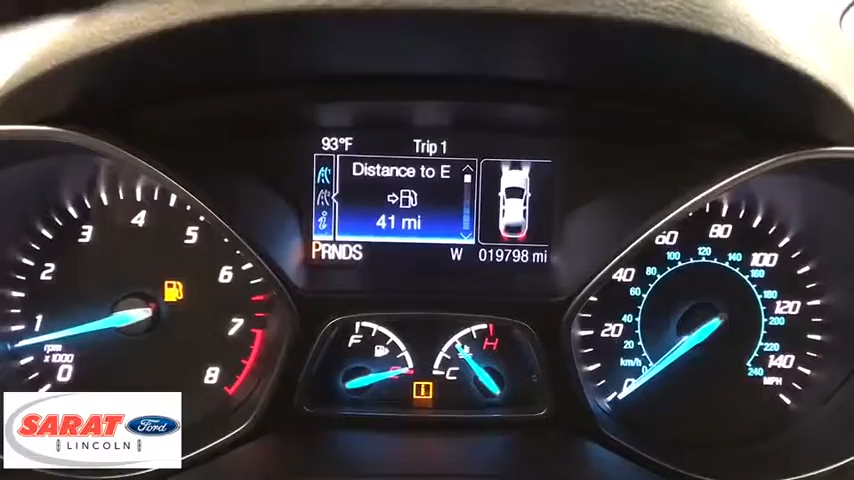 93°F Trip 1
Distance to E
41 mi
PRNDS W 019798 mi
0 1 2 3 4 5 6 7 8
rpm
x 1000
F E
C H
i
0 20 40 60 80 100 120 140
MPH
20 40 60 80 100 120 140 160 180 200 220 240
km/h
SARAT Ford
LINCOLN